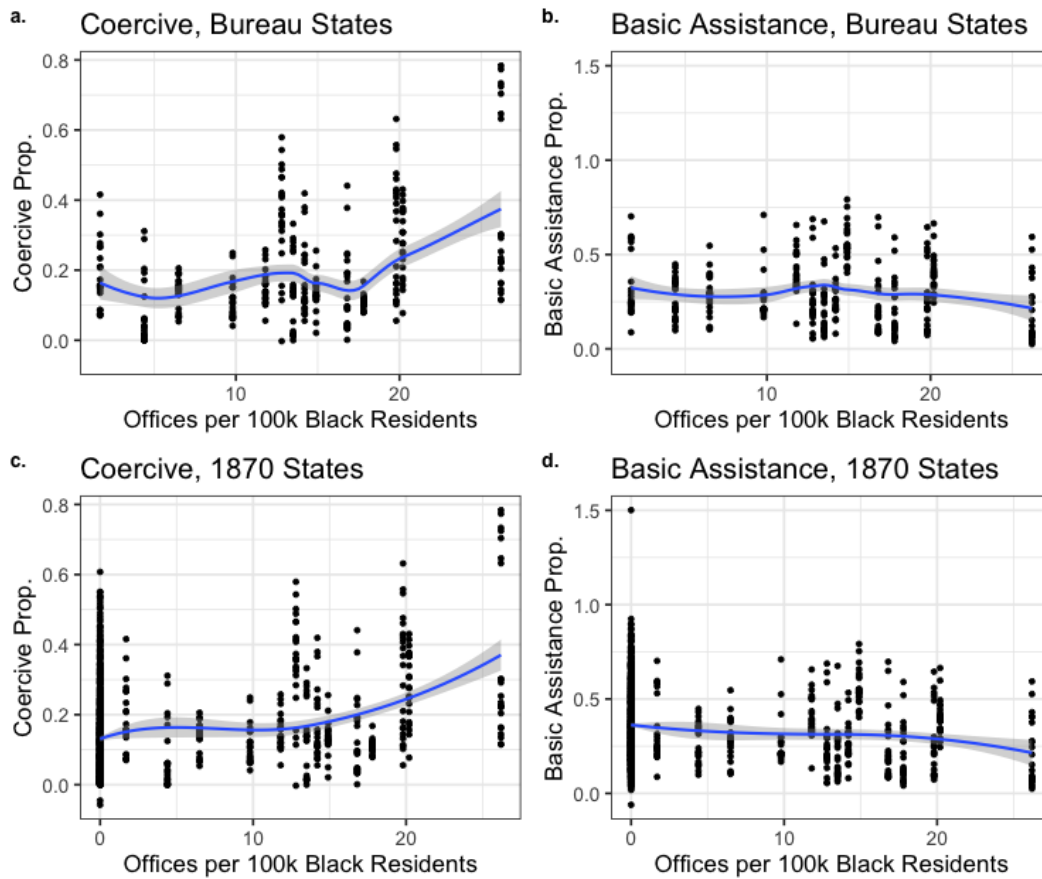 a. Coercive, Bureau States
Coercive Prop.
0.8
0.6
0.4
0.2
0.0
10 20
Offices per 100k Black Residents
b. Basic Assistance, Bureau States
Basic Assistance Prop.
1.5
1.0
0.5
0.0
10 20
Offices per 100k Black Residents
c. Coercive, 1870 States
Coercive Prop.
0.8
0.6
0.4
0.2
0.0
0 10 20
Offices per 100k Black Residents
d. Basic Assistance, 1870 States
Basic Assistance Prop.
1.5
1.0
0.5
0.0
0 10 20
Offices per 100k Black Residents